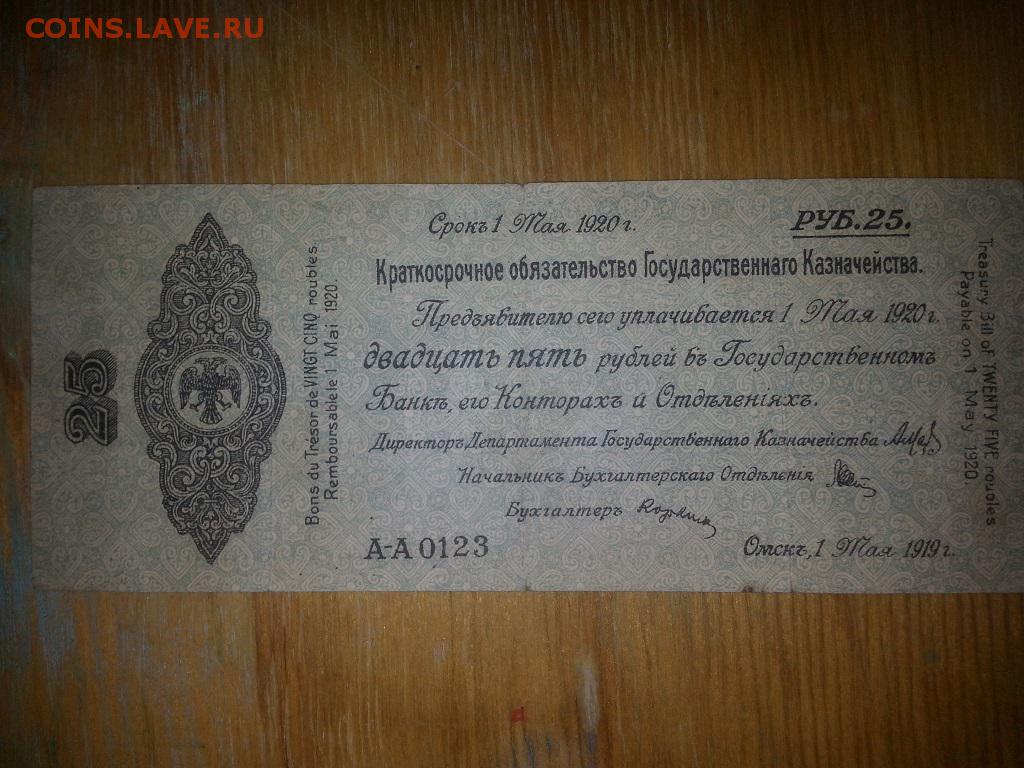 COINS.LAVE.RU
25
Bons du Trésor de VINGT CINQ roubles.
Remboursable 1 Mai 1920.
Срокъ 1 Мая 1920 г.
РУБ. 25.
Краткосрочное обязательство Государственнаго Казначейства.
Предъявителю сего уплачивается 1 Мая 1920 г.
двадцать пять рублей въ Государственномъ
Банкѣ, его Конторахъ и Отдѣленіяхъ.
Директоръ Департамента Государственнаго Казначейства
Начальникъ Бухгалтерскаго Отдѣленія
Бухгалтеръ
А-А 0123
Омскъ, 1 Мая 1919 г.
Treasury Bill of TWENTY FIVE roubles
Payable on 1 May 1920.